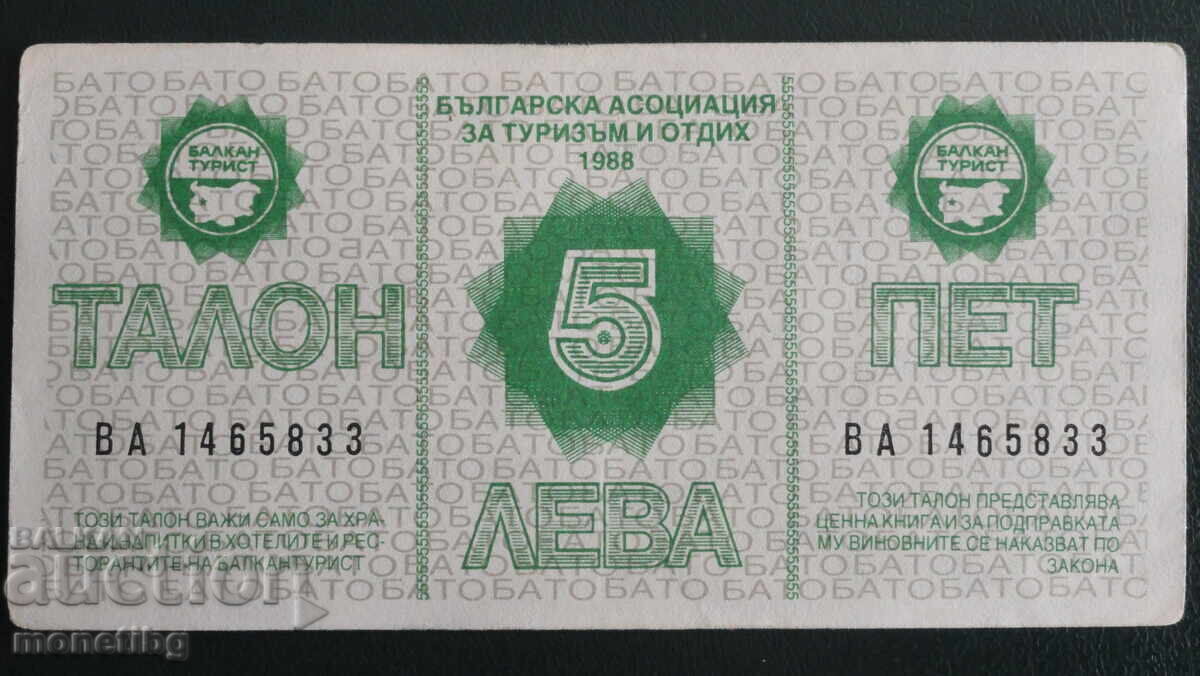 БЪЛГАРСКА АСОЦИАЦИЯ
ЗА ТУРИЗЪМ И ОТДИХ
1988
БАЛКАН
ТУРИСТ
БАЛКАН
ТУРИСТ
5
ТАЛОН
ПЕТ
ВА 1465833
ВА 1465833
ЛЕВА
ТОЗИ ТАЛОН ВАЖИ САМО ЗА ХРА-
НА И ЗАПИТКИ В ХОТЕЛИТЕ И РЕС-
ТОРАНТИТЕ НА БАЛКАНТУРИСТ
ТОЗИ ТАЛОН ПРЕДСТАВЛЯВА
ЦЕННА КНИГА И ЗА ПОДПРАВКАТА
МУ ВИНОВНИТЕ СЕ НАКАЗВАТ ПО
ЗАКОНА
auction
monetibg